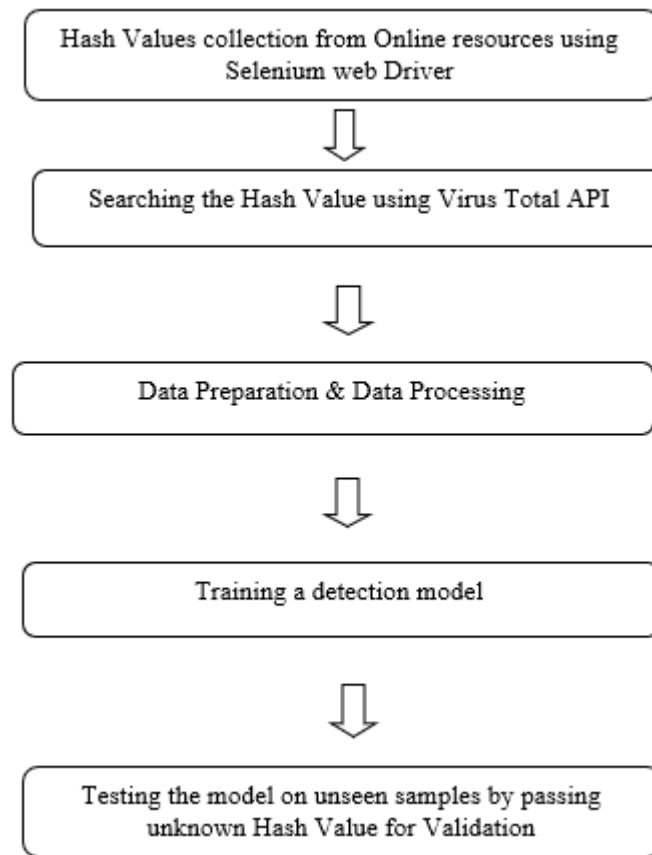 Hash Values collection from Online resources using
Selenium web Driver
Searching the Hash Value using Virus Total API
Data Preparation & Data Processing
Training a detection model
Testing the model on unseen samples by passing
unknown Hash Value for Validation